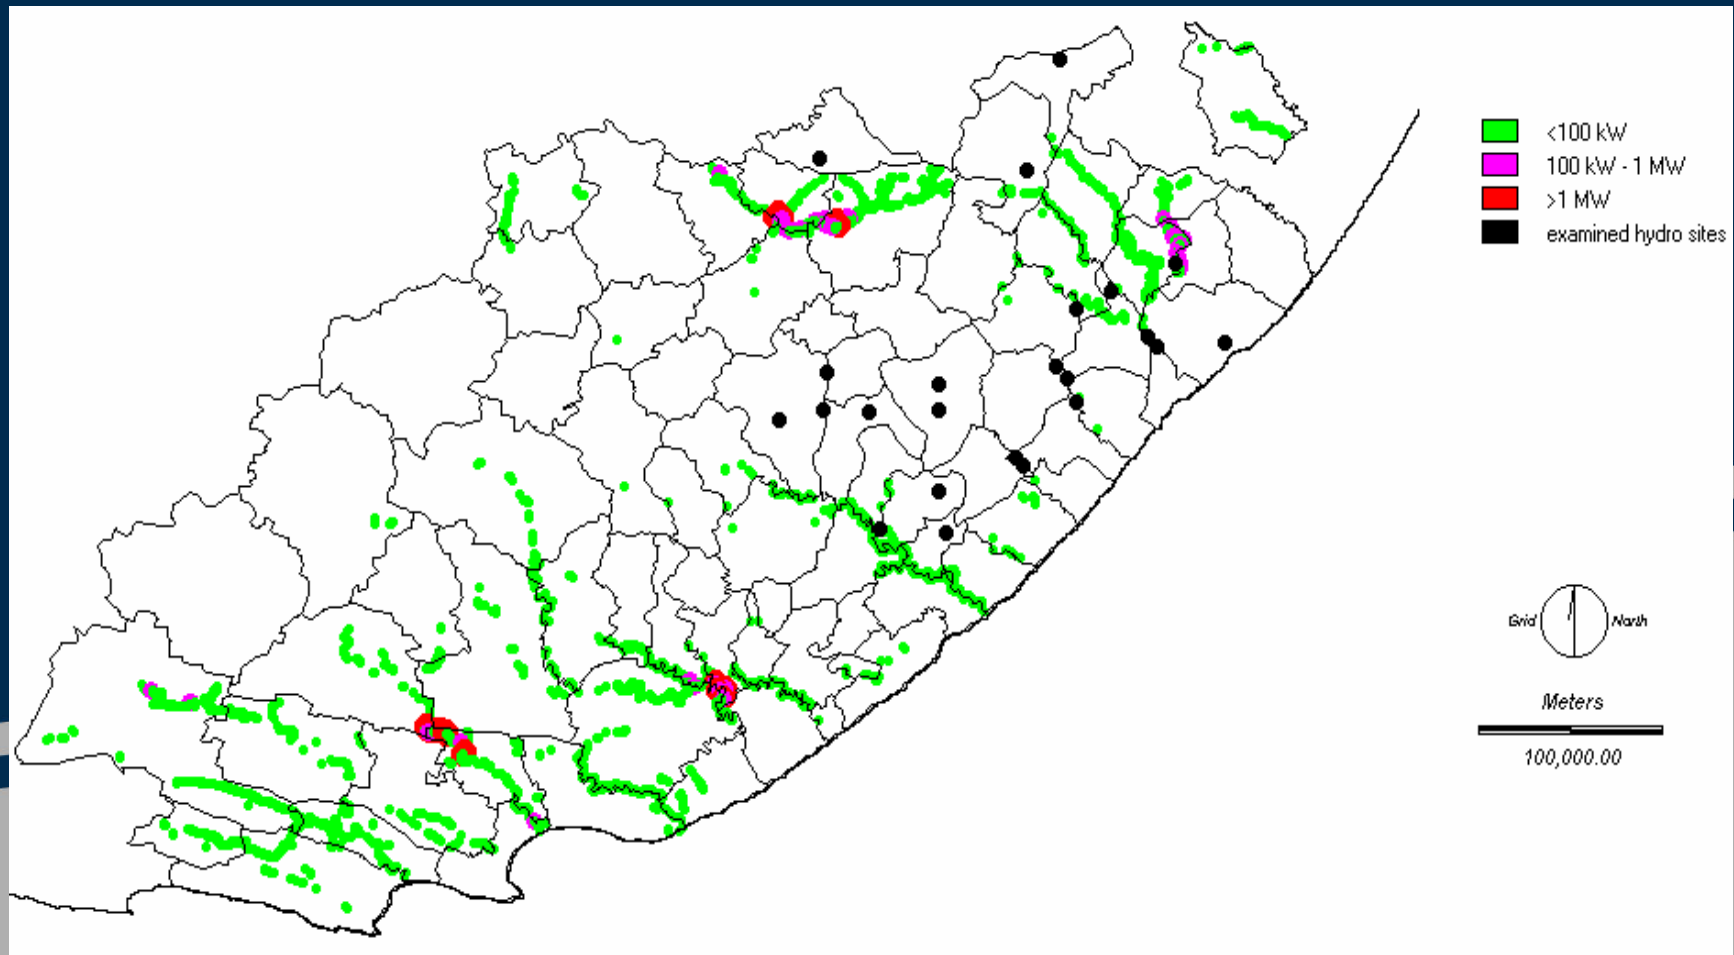 <100 kW
100 kW - 1 MW
>1 MW
examined hydro sites
Grid North
Meters
100,000.00